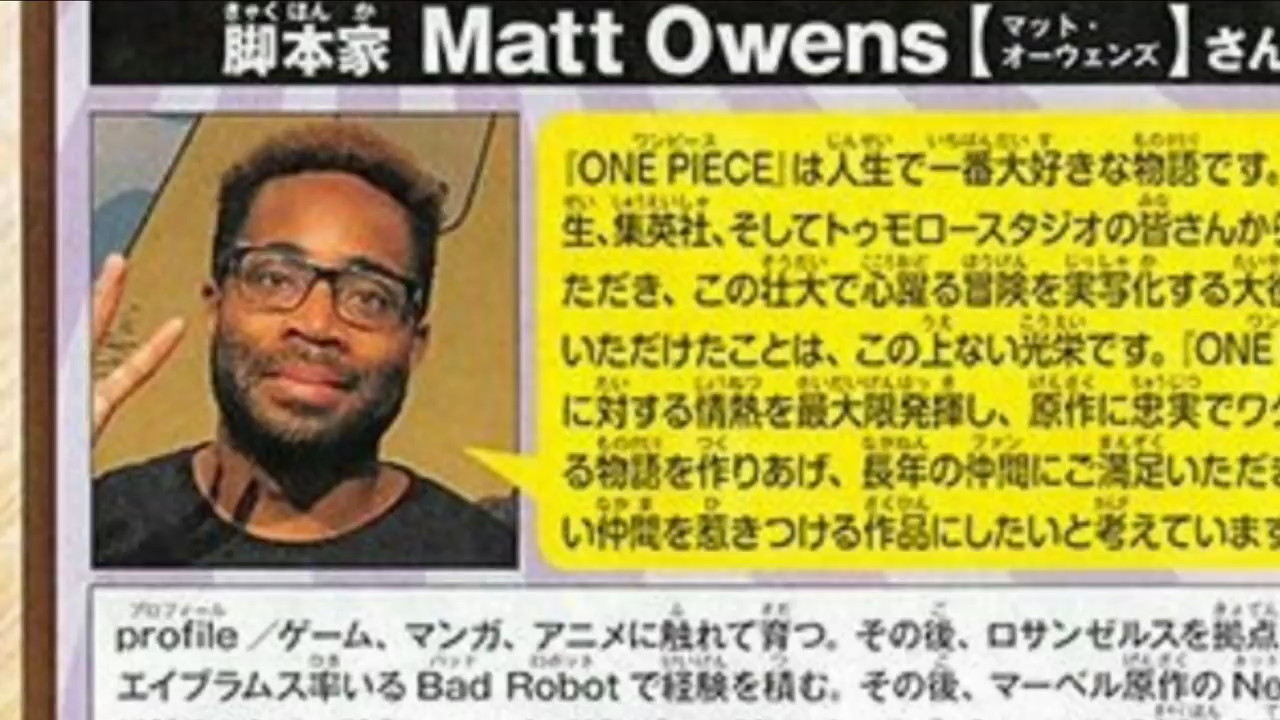 脚本家 Matt Owens【マット・オーウェンズ】さん
『ONE PIECE』は人生で一番大好きな物語です。
生、集英社、そしてトゥモロースタジオの皆さんか
ただき、この壮大で心躍る冒険を実写化する大
いただけたことは、この上ない光栄です。『ONE
に対する情熱を最大限発揮し、原作に忠実でワク
る物語を作りあげ、長年の仲間にご満足いただ
い仲間を惹きつける作品にしたいと考えています
profile／ゲーム、マンガ、アニメに触れて育つ。その後、ロサンゼルスを拠点
エイブラムス率いる Bad Robot で経験を積む。その後、マーベル原作の Ne